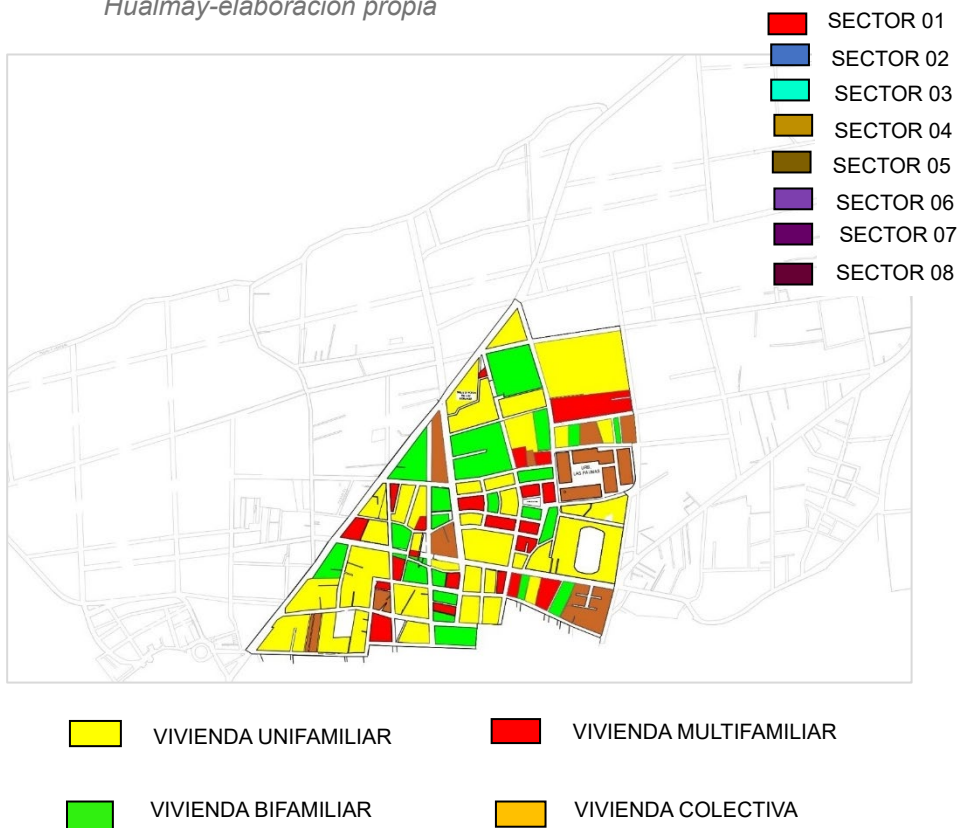 Hualmay-elaboración propia
SECTOR 01
SECTOR 02
SECTOR 03
SECTOR 04
SECTOR 05
SECTOR 06
SECTOR 07
SECTOR 08
URB.
LAS PALMAS
VIVIENDA UNIFAMILIAR
VIVIENDA MULTIFAMILIAR
VIVIENDA BIFAMILIAR
VIVIENDA COLECTIVA